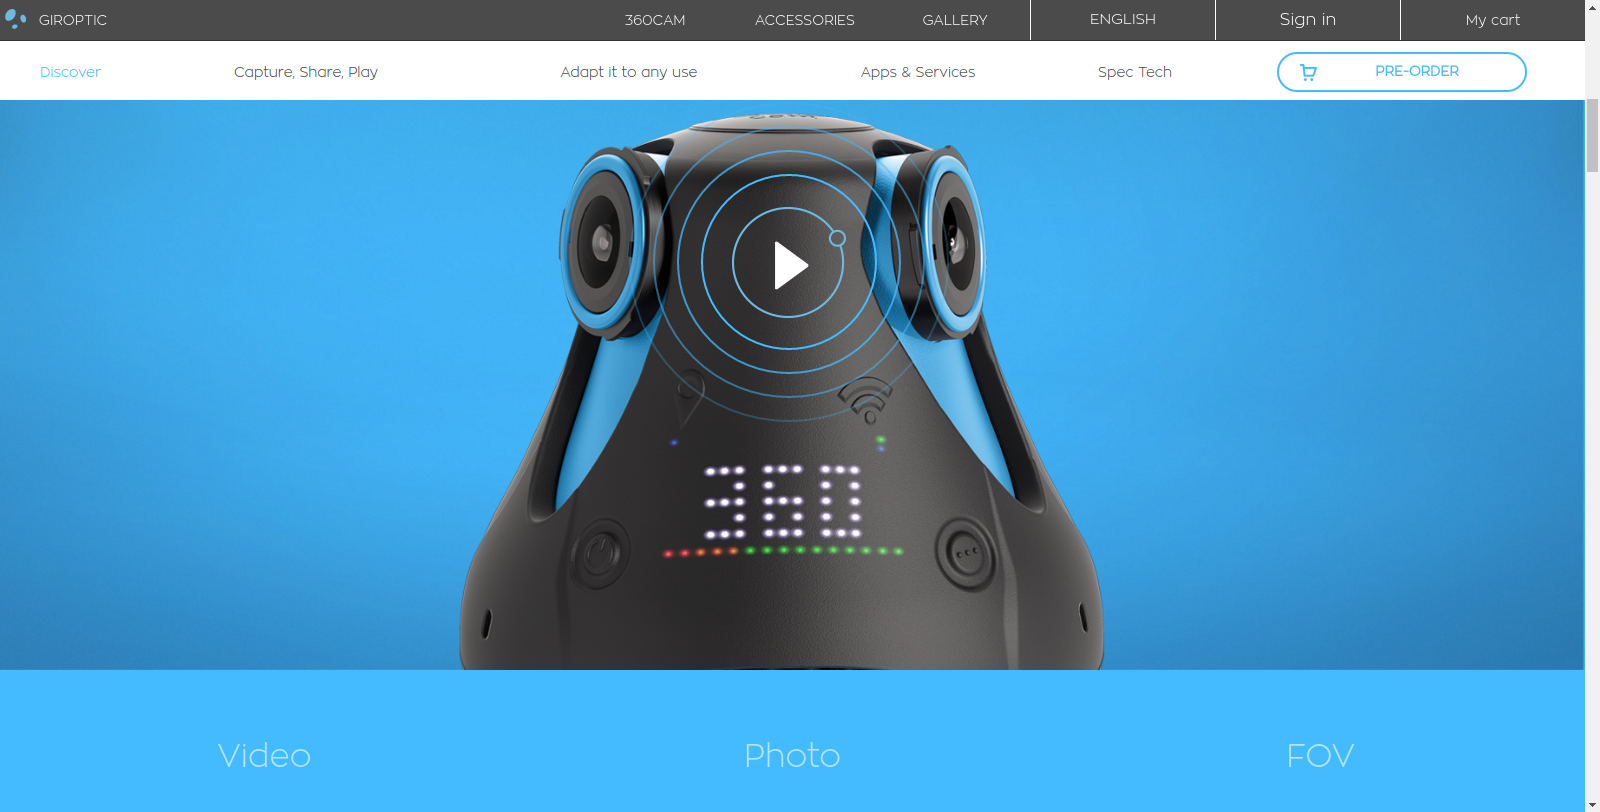 GIROPTIC
360CAM
ACCESSORIES
GALLERY
ENGLISH
Sign in
My cart
Discover
Capture, Share, Play
Adapt it to any use
Apps & Services
Spec Tech
PRE-ORDER
360
Video
Photo
FOV